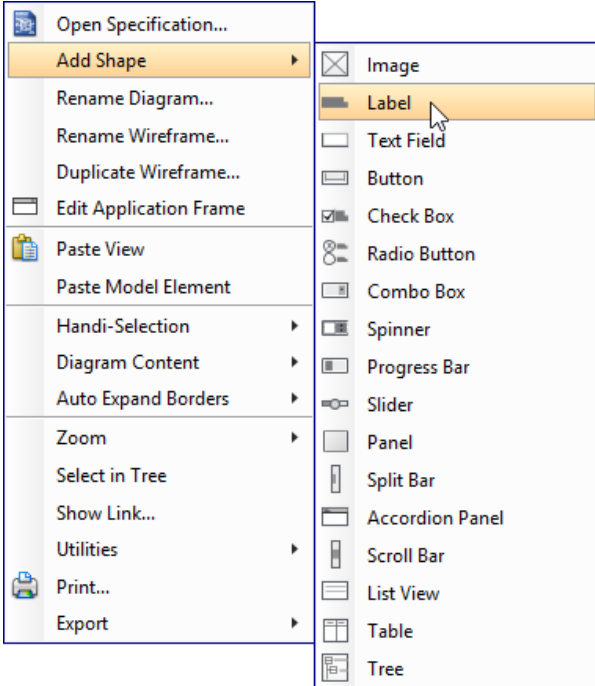 Open Specification...
Add Shape
Rename Diagram...
Rename Wireframe...
Duplicate Wireframe...
Edit Application Frame
Paste View
Paste Model Element
Handi-Selection
Diagram Content
Auto Expand Borders
Zoom
Select in Tree
Show Link...
Utilities
Print...
Export
Image
Label
Text Field
Button
Check Box
Radio Button
Combo Box
Spinner
Progress Bar
Slider
Panel
Split Bar
Accordion Panel
Scroll Bar
List View
Table
Tree